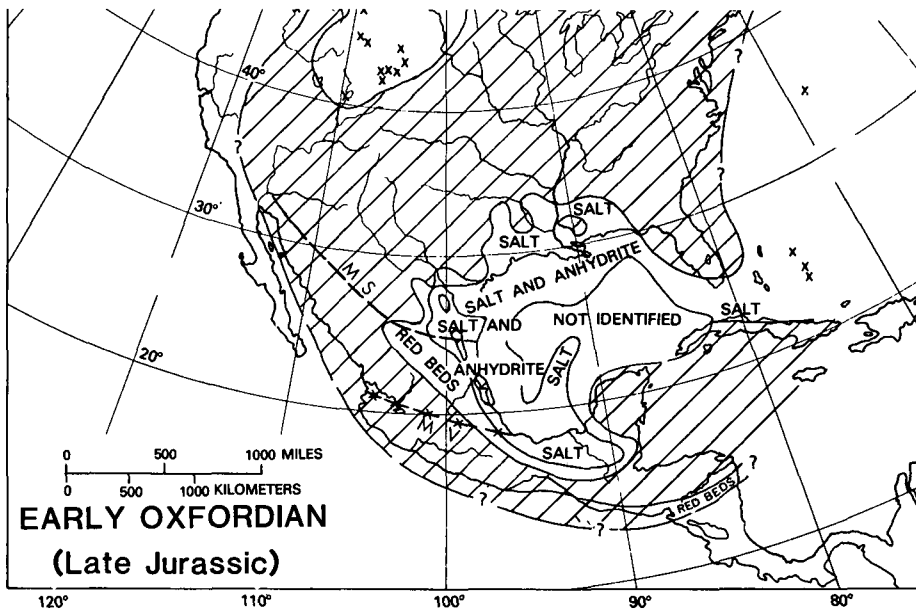 40°
30°
20°
?
?
SALT
SALT
SALT AND ANHYDRITE
M S
SALT AND
NOT IDENTIFIED
SALT
RED BEDS
ANHYDRITE
SALT
M V
SALT
RED BEDS
?
?
?
0 500 1000 MILES
0 500 1000 KILOMETERS
EARLY OXFORDIAN
(Late Jurassic)
120° 110° 100° 90° 80°